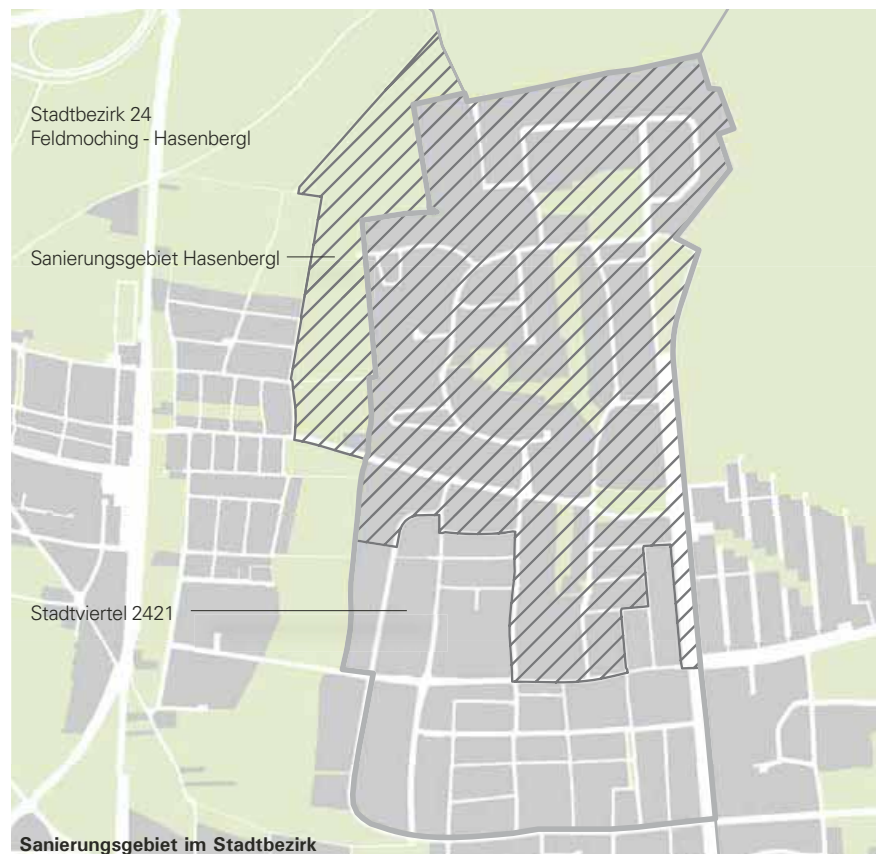 Stadtbezirk 24
Feldmoching - Hasenbergl
Sanierungsgebiet Hasenbergl
Stadtviertel 2421
Sanierungsgebiet im Stadtbezirk